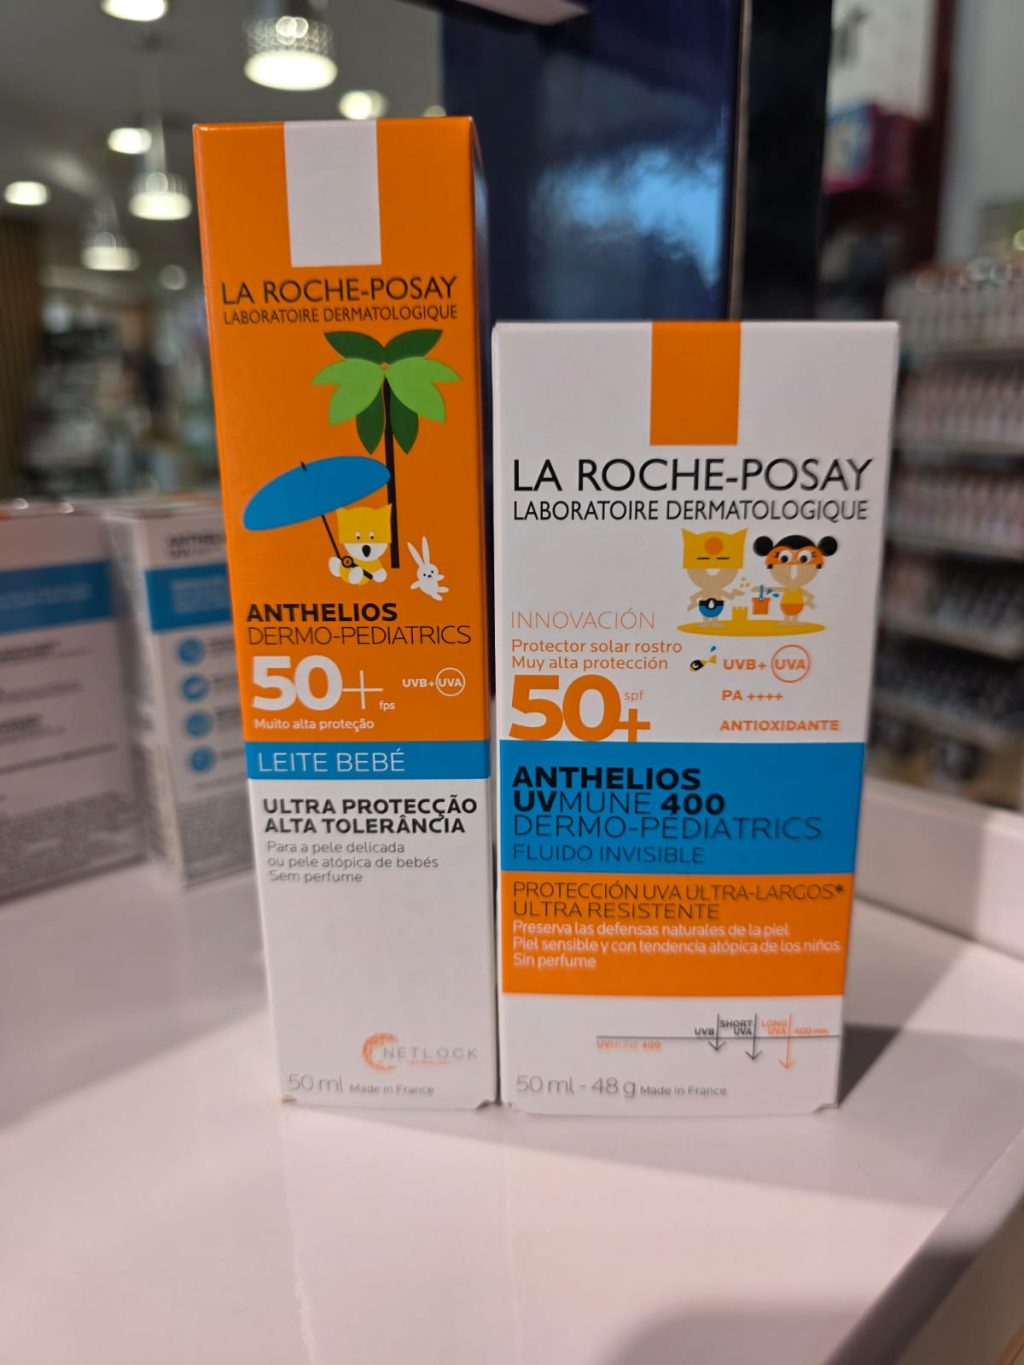 LA ROCHE-POSAY
LABORATOIRE DERMATOLOGIQUE
ANTHELIOS
DERMO-PEDIATRICS
50+
fps
UVB+UVA
Muito alta proteção
LEITE BEBÉ
ULTRA PROTECÇÃO
ALTA TOLERÂNCIA
Para a pele delicada
ou pele atópica de bebés
Sem perfume
NETLOCK
50 ml Made in France
LA ROCHE-POSAY
LABORATOIRE DERMATOLOGIQUE
INNOVACIÓN
Protector solar rostro
Muy alta protección
50+
spf
UVB+ UVA
PA ++++
ANTIOXIDANTE
ANTHELIOS
UVMUNE 400
DERMO-PEDIATRICS
FLUIDO INVISIBLE
PROTECCIÓN UVA ULTRA-LARGOS*
ULTRA RESISTENTE
Preserva las defensas naturales de la piel
Piel sensible y con tendencia atópica de los niños
Sin perfume
UVB
SHORT
UVA
LONG
UVA
400 nm
UVMUNE 400
50 ml - 48 g Made in France